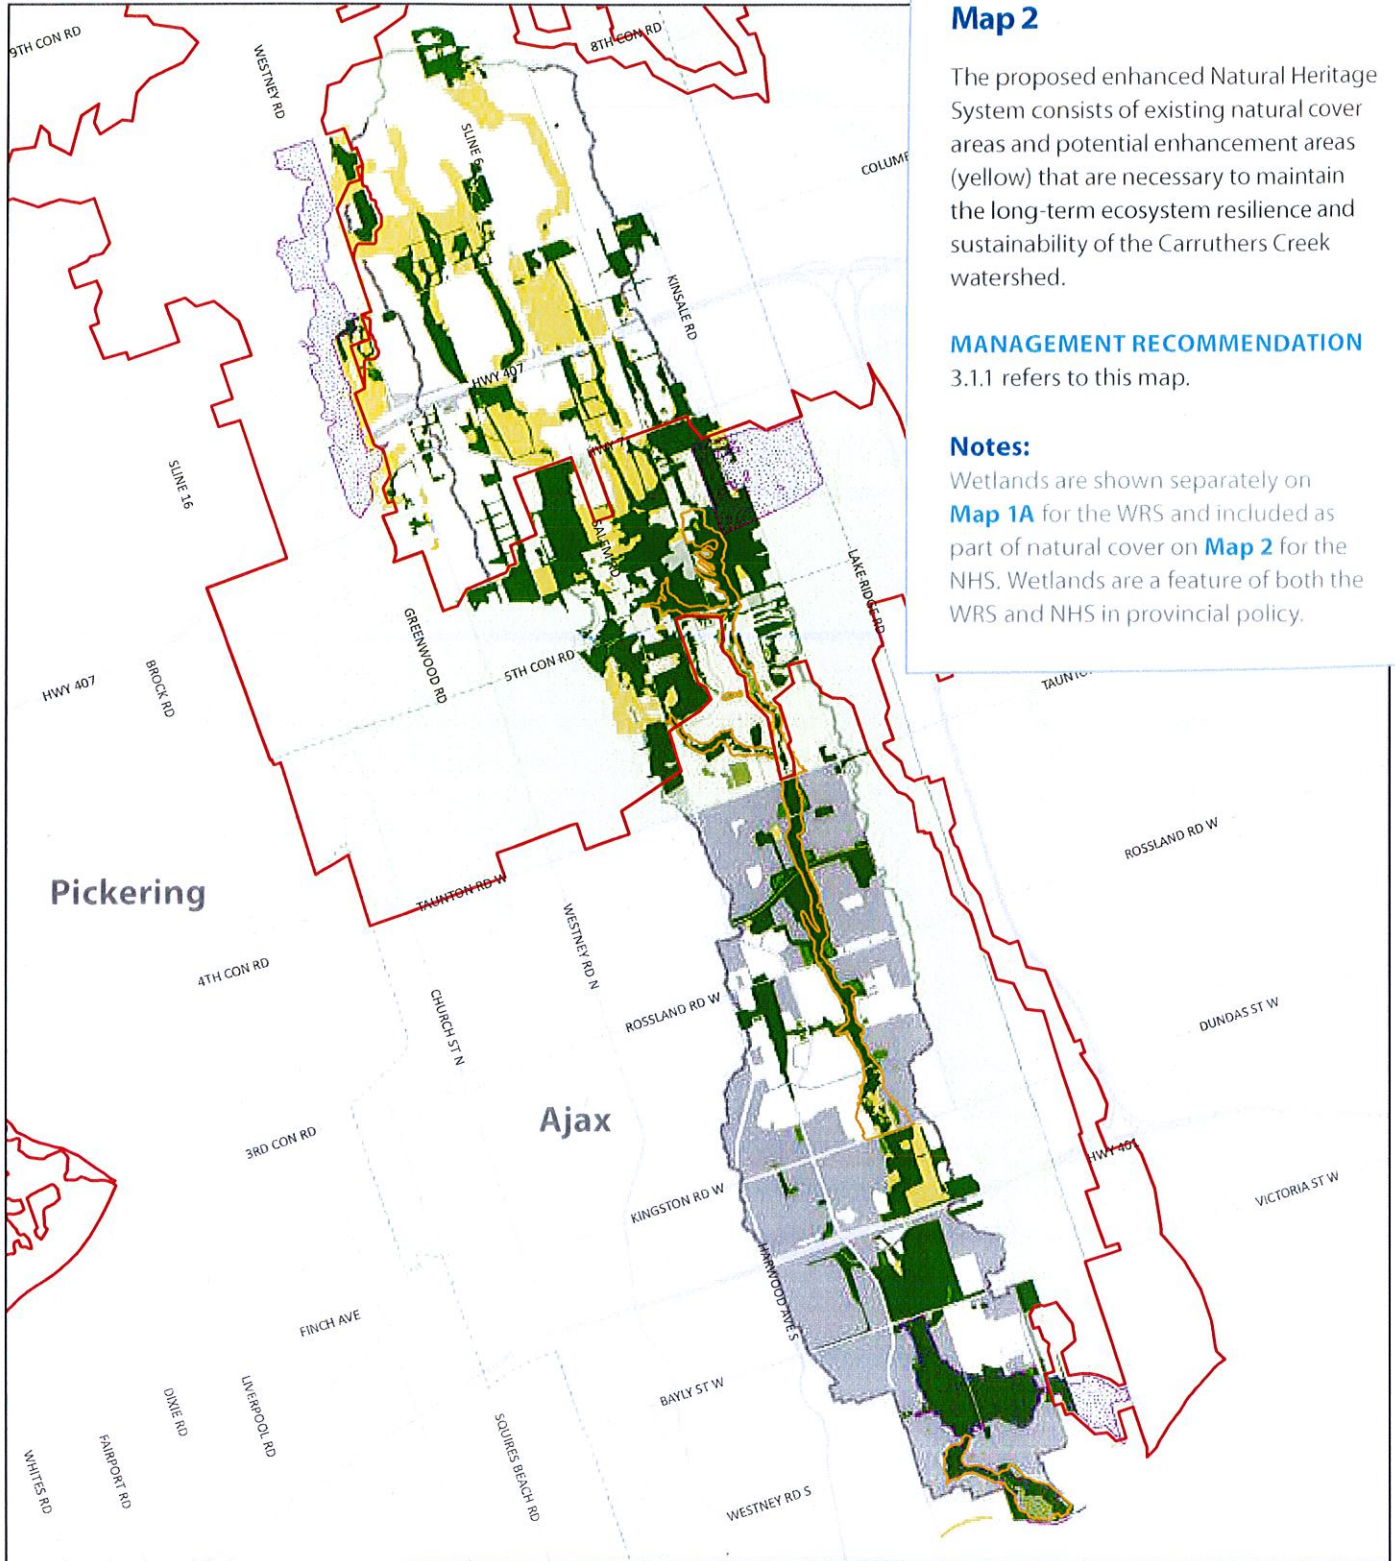 Map 2
The proposed enhanced Natural Heritage
System consists of existing natural cover
areas and potential enhancement areas
(yellow) that are necessary to maintain
the long-term ecosystem resilience and
sustainability of the Carruthers Creek
watershed.
MANAGEMENT RECOMMENDATION
3.1.1 refers to this map.
Notes:
Wetlands are shown separately on
Map 1A for the WRS and included as
part of natural cover on Map 2 for the
NHS. Wetlands are a feature of both the
WRS and NHS in provincial policy.
9TH CON RD
WESTNEY RD
8TH CON RD
SLINE 6
KINSALE RD
HWY 407
HWY 7
SLINE 16
SALEM RD
LAKE RIDGE RD
GREENWOOD RD
5TH CON RD
HWY 407
BROCK RD
ROSSLAND RD W
Pickering
TAUNTON RD W
WESTNEY RD N
4TH CON RD
CHURCH ST N
ROSSLAND RD W
DUNDAS ST W
Ajax
3RD CON RD
HWY 401
KINGSTON RD W
VICTORIA ST W
HARWOOD AVE S
FINCH AVE
BAYLY ST W
DIXIE RD
LIVERPOOL RD
SQUIRES BEACH RD
WHITES RD
FAIRPORT RD
WESTNEY RD S